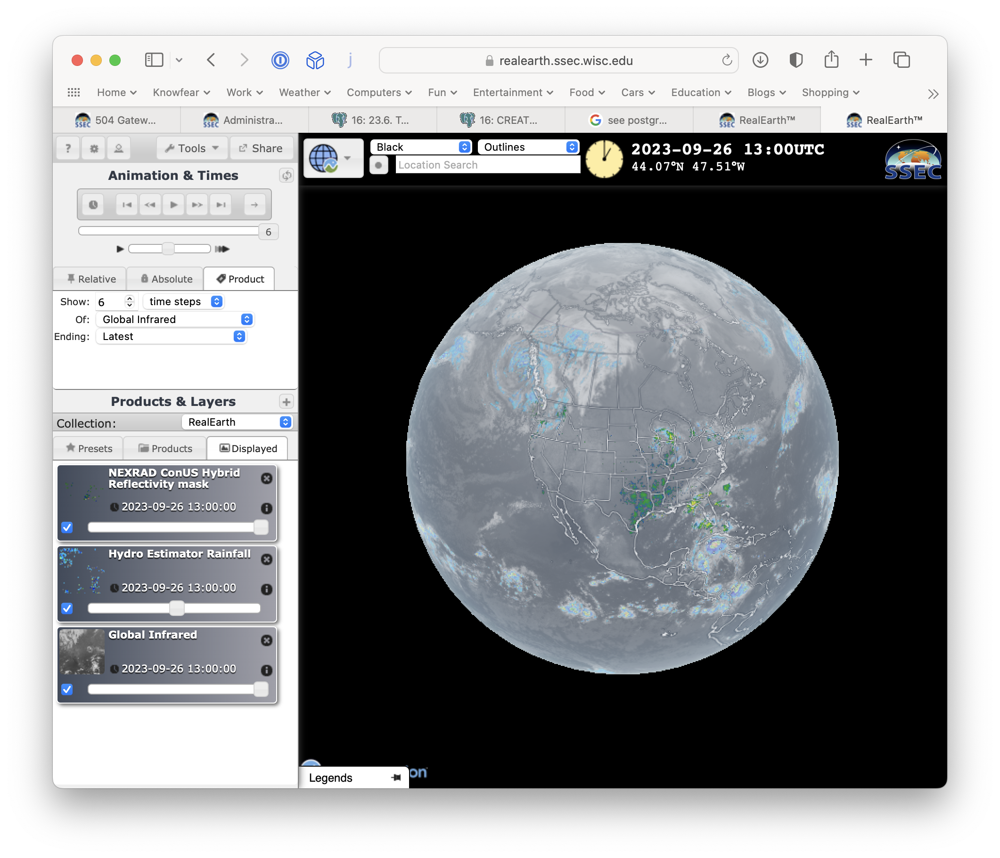 realearth.ssec.wisc.edu
Home Knowfear Work Weather Computers Fun Entertainment Food Cars Education Blogs Shopping
504 Gatew... Administra... 16: 23.6. T... 16: CREAT... see postgr... RealEarth™ RealEarth™
? Tools Share
Black Outlines
2023-09-26 13:00UTC
Location Search
44.07°N 47.51°W
SSEC
Animation & Times
6
Relative Absolute Product
Show: 6 time steps
Of: Global Infrared
Ending: Latest
Products & Layers
Collection: RealEarth
Presets Products Displayed
NEXRAD ConUS Hybrid
Reflectivity mask
2023-09-26 13:00:00
Hydro Estimator Rainfall
2023-09-26 13:00:00
Global Infrared
2023-09-26 13:00:00
Legends